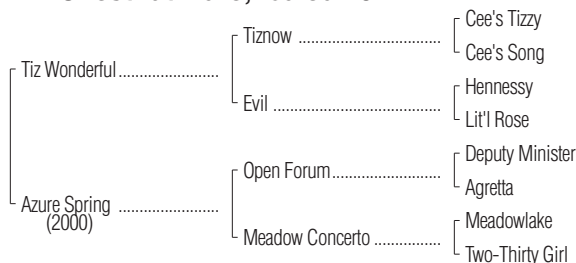 Cee's Tizzy
Tiznow ................................................
Cee's Song
Tiz Wonderful ............................
Hennessy
Evil ................................................
Lit'l Rose
Deputy Minister
Open Forum ................................
Agretta
Azure Spring ............................
(2000)
Meadowlake
Meadow Concerto ....................
Two-Thirty Girl